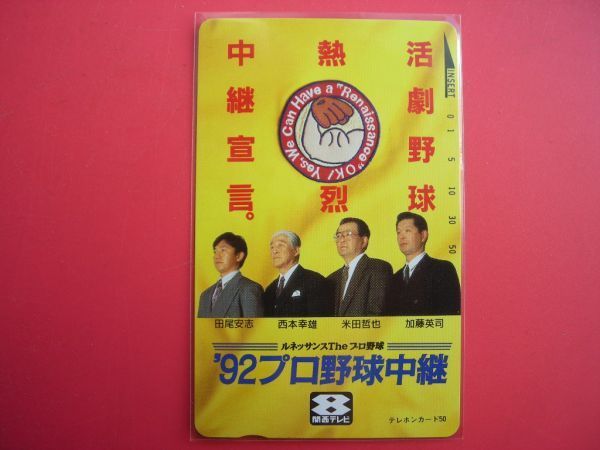 活劇野球
熱烈
中継宣言。
Yes, We Can Have a "Renaissance" OK!
INSERT
0
1
5
10
30
50
田尾安志 西本幸雄 米田哲也 加藤英司
ルネッサンスTheプロ野球
'92プロ野球中継
8
関西テレビ
テレホンカード50